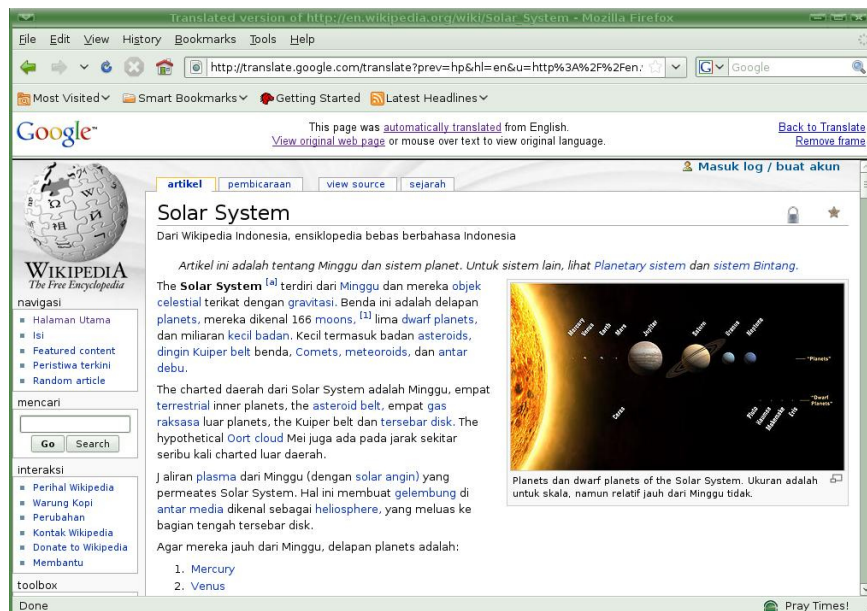 Translated version of http://en.wikipedia.org/wiki/Solar_System - Mozilla Firefox
File Edit View History Bookmarks Tools Help
http://translate.google.com/translate?prev=hp&hl=en&u=http%3A%2F%2Fen. Google
Most Visited Smart Bookmarks Getting Started Latest Headlines
Google
This page was automatically translated from English.
View original web page or mouse over text to view original language.
Back to Translate
Remove frame
Masuk log / buat akun
artikel pembicaraan view source sejarah
WIKIPEDIA
The Free Encyclopedia
navigasi
Halaman Utama
Isi
Featured content
Peristiwa terkini
Random article
mencari
Go Search
interaksi
Perihal Wikipedia
Warung Kopi
Perubahan
Kontak Wikipedia
Donate to Wikipedia
Membantu
toolbox
Solar System
Dari Wikipedia Indonesia, ensiklopedia bebas berbahasa Indonesia
Artikel ini adalah tentang Minggu dan sistem planet. Untuk sistem lain, lihat Planetary sistem dan sistem Bintang.
The Solar System [a] terdiri dari Minggu dan mereka objek
celestial terikat dengan gravitasi. Benda ini adalah delapan
planets, mereka dikenal 166 moons, [1] lima dwarf planets,
dan miliaran kecil badan. Kecil termasuk badan asteroids,
dingin Kuiper belt benda, Comets, meteoroids, dan antar
debu.
The charted daerah dari Solar System adalah Minggu, empat
terrestrial inner planets, the asteroid belt, empat gas
raksasa luar planets, the Kuiper belt dan tersebar disk. The
hypothetical Oort cloud Mei juga ada pada jarak sekitar
seribu kali charted luar daerah.
J aliran plasma dari Minggu (dengan solar angin) yang
permeates Solar System. Hal ini membuat gelembung di
antar media dikenal sebagai heliosphere, yang meluas ke
bagian tengah tersebar disk.
Agar mereka jauh dari Minggu, delapan planets adalah:
1. Mercury
2. Venus
Mercury Venus Earth Mars Jupiter Saturn Uranus Neptune
"Planets"
Ceres Pluto Haumea Makemake Eris
"Dwarf
Planets"
Planets dan dwarf planets of the Solar System. Ukuran adalah
untuk skala, namun relatif jauh dari Minggu tidak.
Done
Pray Times!